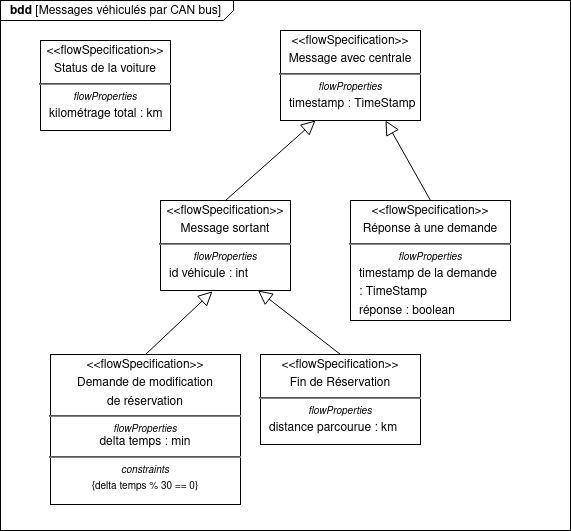 bdd [Messages véhiculés par CAN bus]
<<flowSpecification>>
Status de la voiture
flowProperties
kilométrage total : km
<<flowSpecification>>
Message avec centrale
flowProperties
timestamp : TimeStamp
<<flowSpecification>>
Message sortant
flowProperties
id véhicule : int
<<flowSpecification>>
Réponse à une demande
flowProperties
timestamp de la demande
: TimeStamp
réponse : boolean
<<flowSpecification>>
Demande de modification
de réservation
flowProperties
delta temps : min
constraints
{delta temps % 30 == 0}
<<flowSpecification>>
Fin de Réservation
flowProperties
distance parcourue : km